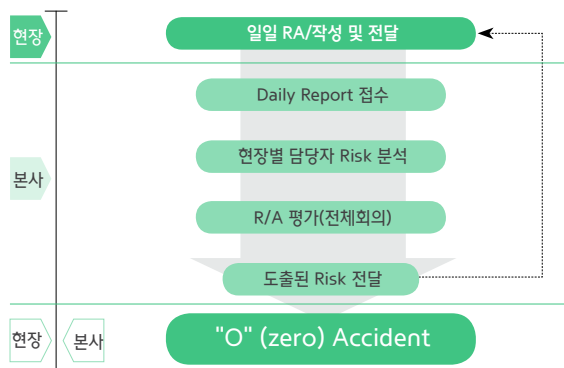 현장
일일 RA/작성 및 전달
Daily Report 접수
현장별 담당자 Risk 분석
본사
R/A 평가(전체회의)
도출된 Risk 전달
현장
본사
"O" (zero) Accident